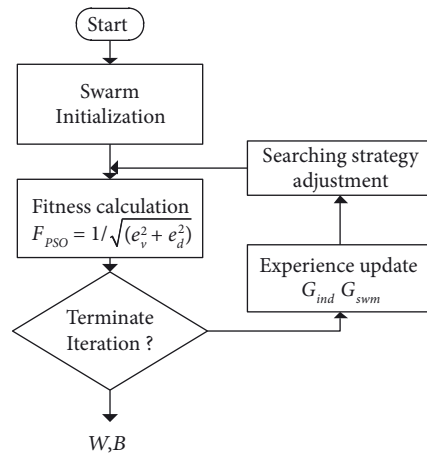 Start
Swarm
Initialization
Searching strategy
adjustment
Fitness calculation
F_PSO = 1/√(e_v^2 + e_d^2)
Experience update
G_ind G_swm
Terminate
Iteration ?
W,B